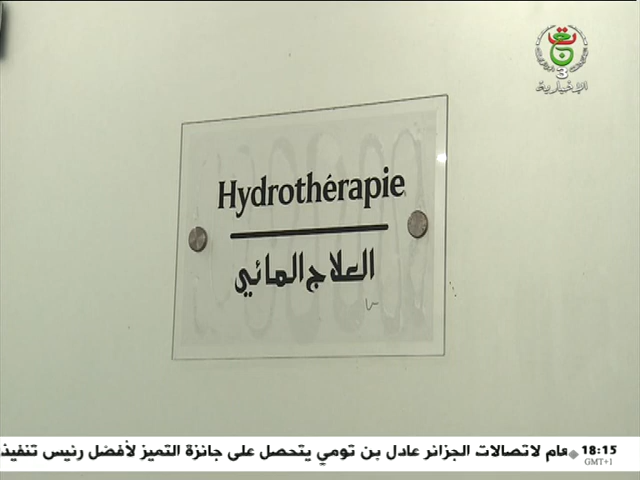 3
الإخبارية
Hydrothérapie
العلاج المائي
18:15
GMT+1
عام لاتصالات الجزائر عادل بن تومي يتحصل على جائزة التميز لأفضل رئيس تنفيذ